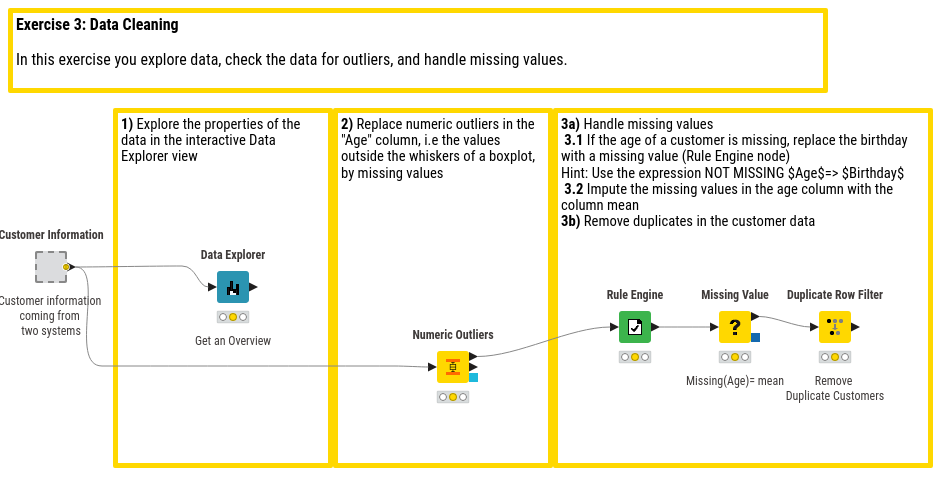 Exercise 3: Data Cleaning
In this exercise you explore data, check the data for outliers, and handle missing values.
1) Explore the properties of the
data in the interactive Data
Explorer view
2) Replace numeric outliers in the
"Age" column, i.e the values
outside the whiskers of a boxplot,
by missing values
3a) Handle missing values
3.1 If the age of a customer is missing, replace the birthday
with a missing value (Rule Engine node)
Hint: Use the expression NOT MISSING $Age$=> $Birthday$
3.2 Impute the missing values in the age column with the
column mean
3b) Remove duplicates in the customer data
Customer Information
Customer information
coming from
two systems
Data Explorer
Get an Overview
Numeric Outliers
Rule Engine
Missing Value
Missing(Age)= mean
Duplicate Row Filter
Remove
Duplicate Customers